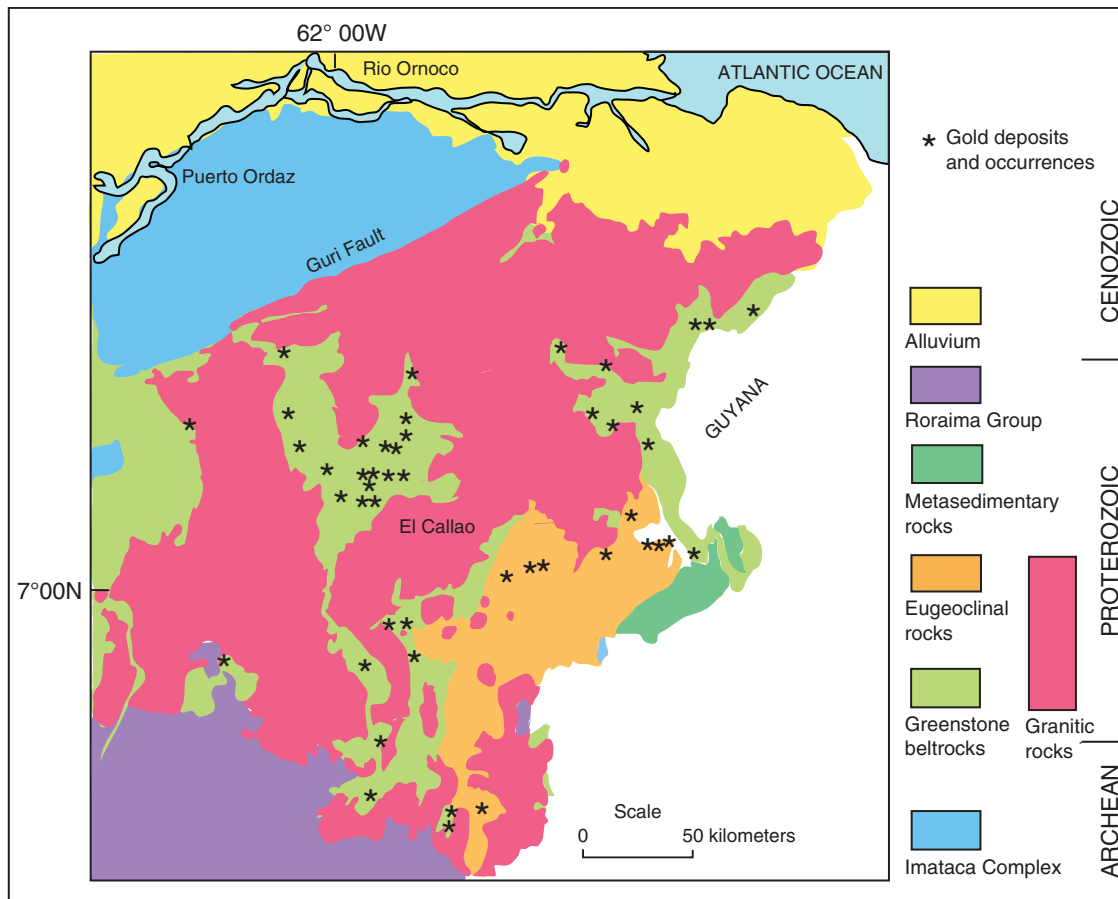 62° 00W
Rio Ornoco
ATLANTIC OCEAN
Puerto Ordaz
Guri Fault
GUYANA
El Callao
7°00N
Scale
0 50 kilometers
* Gold deposits
and occurrences
CENOZOIC
Alluvium
Roraima Group
Metasedimentary
rocks
PROTEROZOIC
Eugeoclinal
rocks
Greenstone
beltrocks
Granitic
rocks
ARCHEAN
Imataca Complex